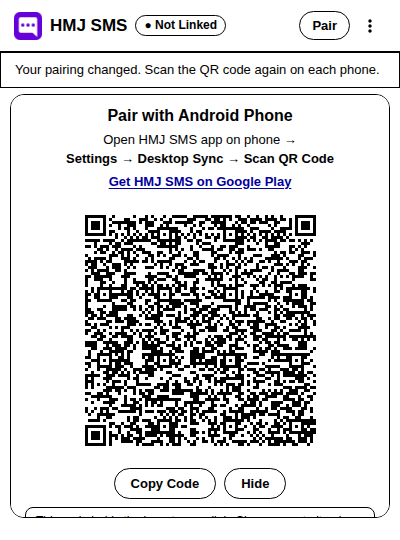 HMJ SMS
● Not Linked
Pair
Your pairing changed. Scan the QR code again on each phone.
Pair with Android Phone
Open HMJ SMS app on phone →
Settings → Desktop Sync → Scan QR Code
Get HMJ SMS on Google Play
Copy Code
Hide